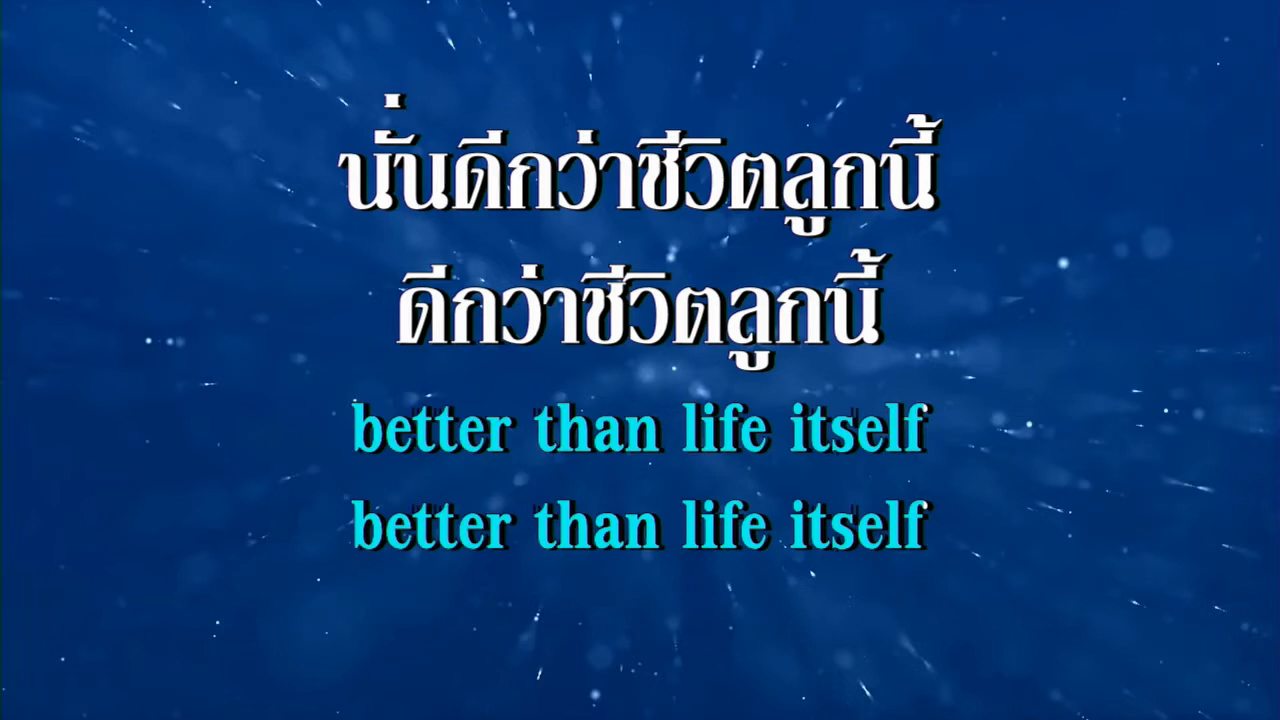 นั่นดีกว่าชีวิตลูกนี้
ดีกว่าชีวิตลูกนี้
better than life itself
better than life itself